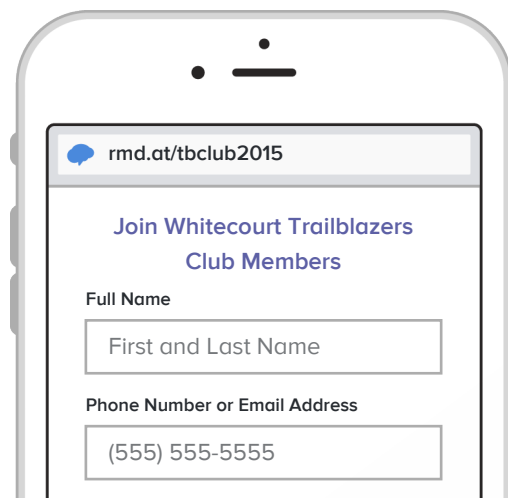 rmd.at/tbclub2015
Join Whitecourt Trailblazers
Club Members
Full Name
First and Last Name
Phone Number or Email Address
(555) 555-5555